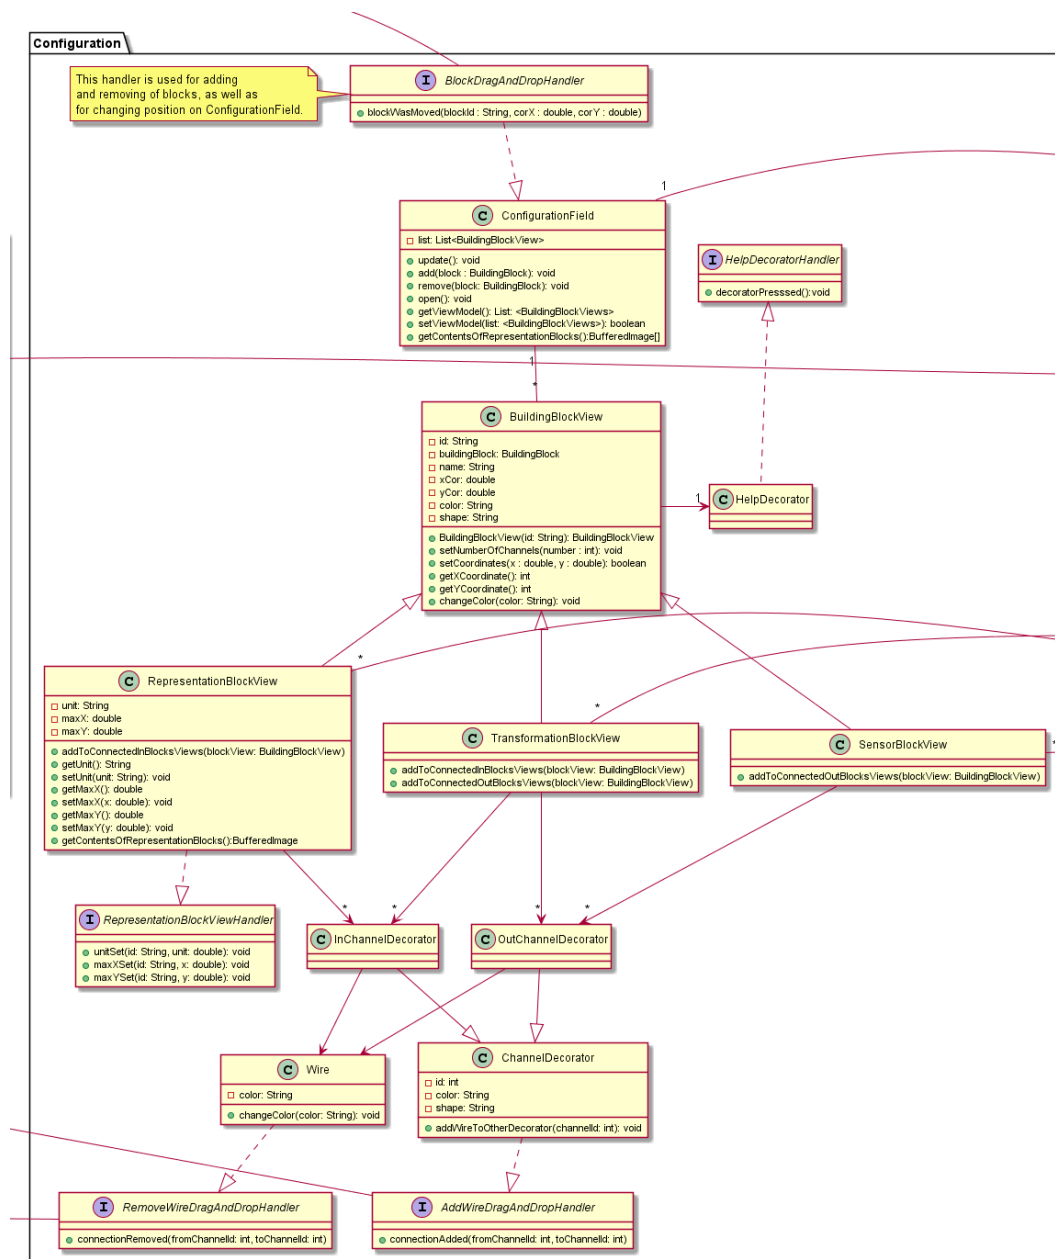 Configuration
This handler is used for adding
and removing of blocks, as well as
for changing position on ConfigurationField.
I BlockDragAndDropHandler
blockWasMoved(blockId : String, corX : double, corY : double)
1
C ConfigurationField
list: List<BuildingBlockView>
update(): void
add(block : BuildingBlock): void
remove(block: BuildingBlock): void
open(): void
getViewModel(): List: <BuildingBlockViews>
setViewModel(list: <BuildingBlockViews>): boolean
getContentsOfRepresentationBlocks():BufferedImage[]
I HelpDecoratorHandler
decoratorPresssed():void
1
*
C BuildingBlockView
id: String
buildingBlock: BuildingBlock
name: String
xCor: double
yCor: double
color: String
shape: String
BuildingBlockView(id: String): BuildingBlockView
setNumberOfChannels(number : int): void
setCoordinates(x : double, y : double): boolean
getXCoordinate(): int
getYCoordinate(): int
changeColor(color: String): void
1
C HelpDecorator
*
C RepresentationBlockView
unit: String
maxX: double
maxY: double
addToConnectedInBlocksViews(blockView: BuildingBlock​View)
getUnit(): String
setUnit(unit: String): void
getMaxX(): double
setMaxX(x: double): void
getMaxY(): double
setMaxY(y: double): void
getContentsOfRepresentationBlocks():BufferedImage
*
C TransformationBlockView
addToConnectedInBlocksViews(blockView: BuildingBlockView)
addToConnectedOutBlocksViews(blockView: BuildingBlockView)
C SensorBlockView
addToConnectedOutBlocksViews(blockView: BuildingBlockView)
*
I RepresentationBlockViewHandler
unitSet(id: String, unit: double): void
maxXSet(id: String, x: double): void
maxYSet(id: String, y: double): void
*
*
*
*
C InChannelDecorator
C OutChannelDecorator
C Wire
color: String
changeColor(color: String): void
C ChannelDecorator
id: int
color: String
shape: String
addWireToOtherDecorator(channelId: int): void
I RemoveWireDragAndDropHandler
connectionRemoved(fromChannelId: int, toChannelId: int)
I AddWireDragAndDropHandler
connectionAdded(fromChannelId: int, toChannelId: int)